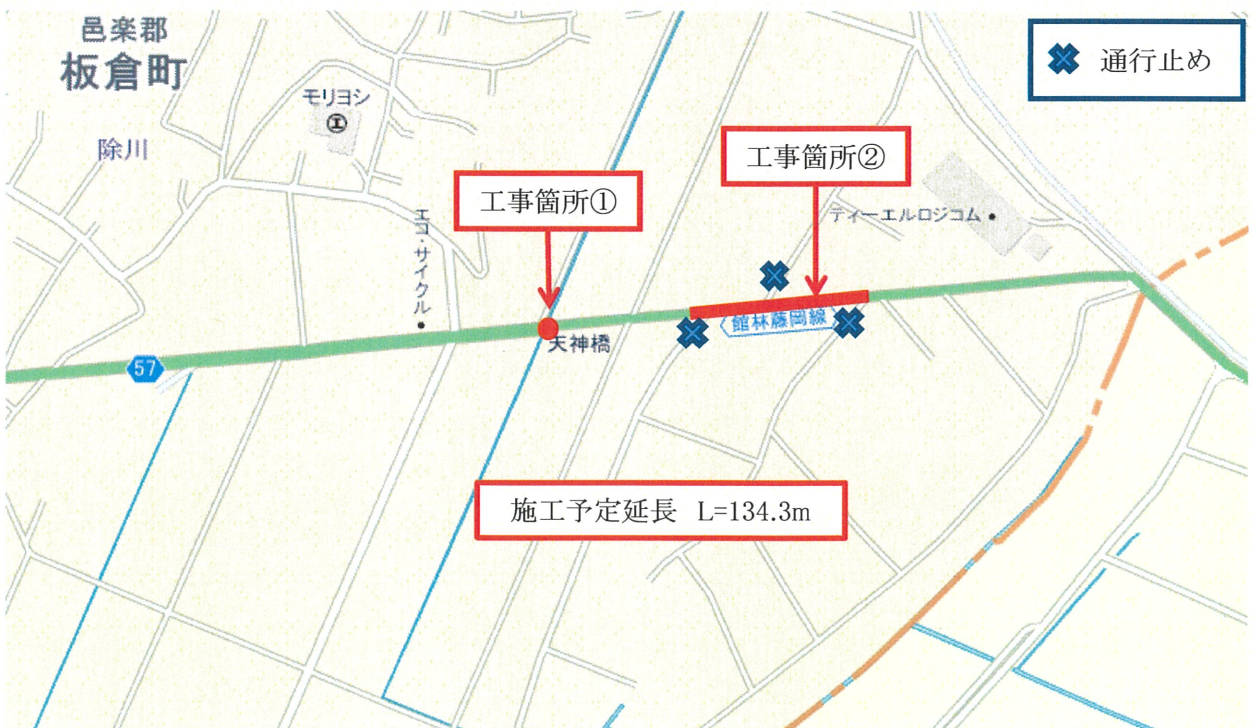 邑楽郡
板倉町
通行止め
モリヨシ
除川
工事箇所②
工事箇所①
エコ・サイクル
ティーエルロジコム
館林藤岡線
天神橋
57
施工予定延長 L=134.3m